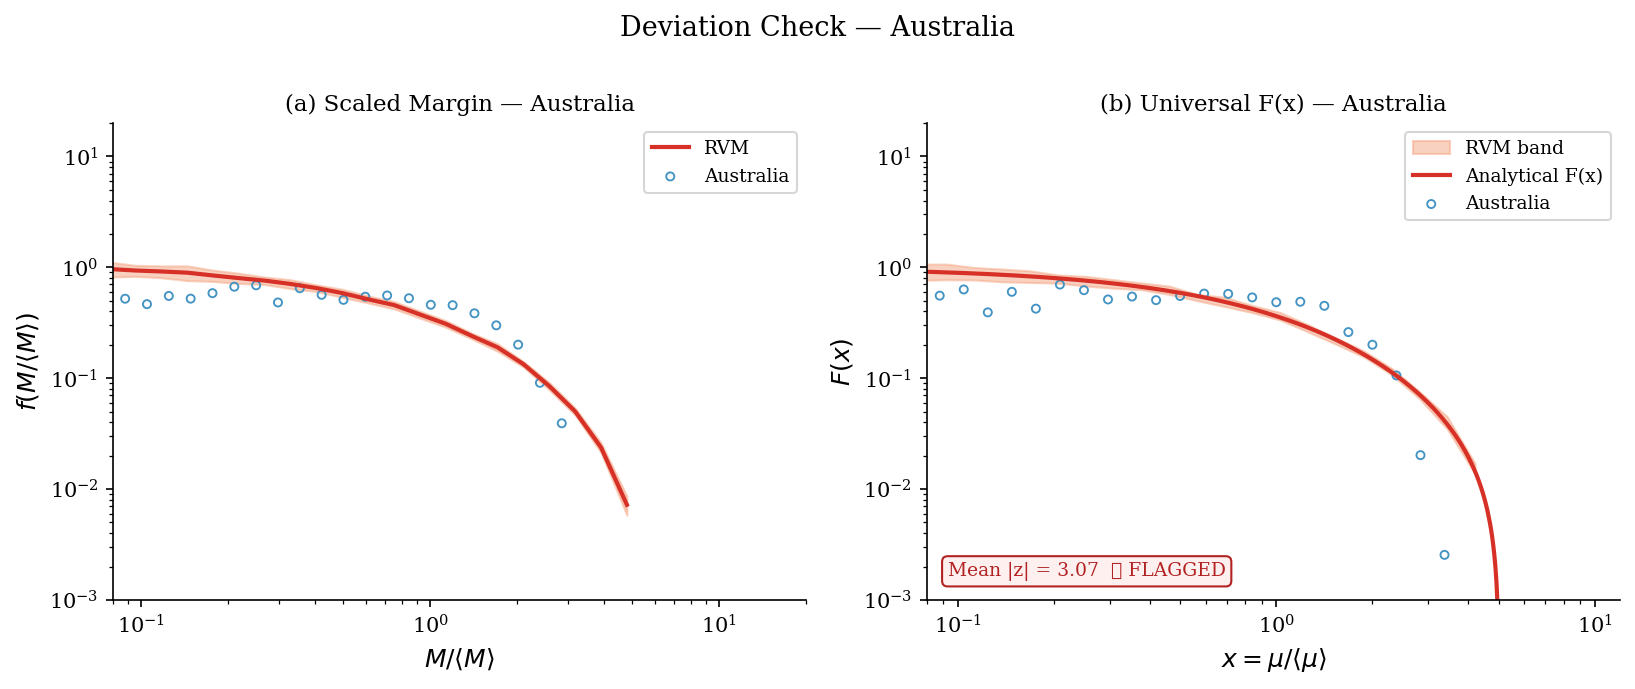 Deviation Check — Australia
(a) Scaled Margin — Australia
RVM
Australia
10¹
10⁰
10⁻¹
10⁻²
10⁻³
f(M/⟨M⟩)
10⁻¹
10⁰
10¹
M/⟨M⟩
(b) Universal F(x) — Australia
RVM band
Analytical F(x)
Australia
10¹
10⁰
10⁻¹
10⁻²
10⁻³
F(x)
Mean |z| = 3.07 ▯ FLAGGED
10⁻¹
10⁰
10¹
x = μ/⟨μ⟩